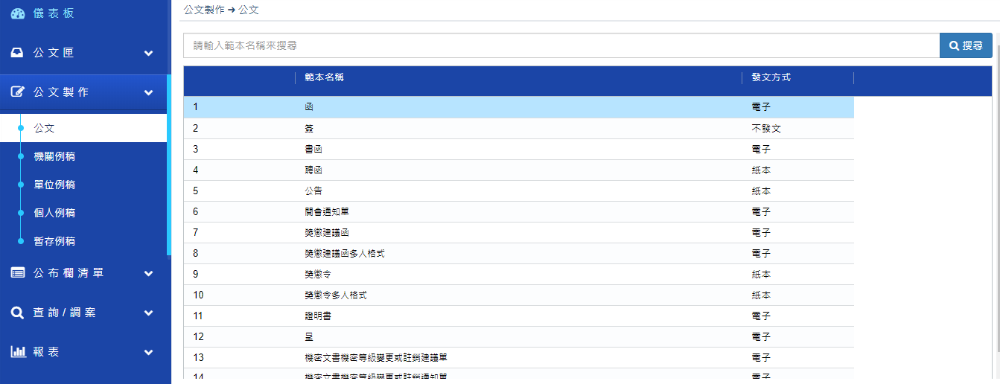 儀表板
公文匣
公文製作
公文
機關例稿
單位例稿
個人例稿
暫存例稿
公布欄清單
查詢/調案
報表
公文製作 → 公文
請輸入範本名稱來搜尋
搜尋
範本名稱 發文方式
1 函 電子
2 簽 不發文
3 書函 電子
4 聘函 紙本
5 公告 紙本
6 開會通知單 電子
7 獎懲建議函 電子
8 獎懲建議函多人格式 電子
9 獎懲令 紙本
10 獎懲令多人格式 紙本
11 證明書 電子
12 呈 電子
13 機密文書機密等級變更或註銷建議單 電子
14 機密文書機密等級變更或註銷通知單 電子